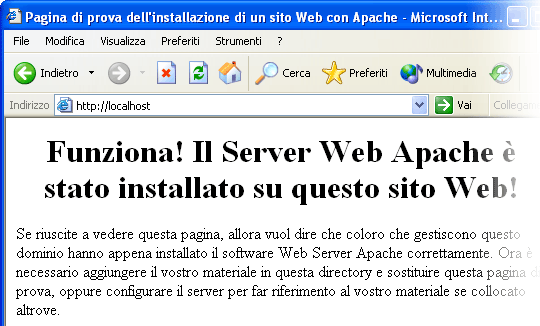 Pagina di prova dell'installazione di un sito Web con Apache - Microsoft Int...
File Modifica Visualizza Preferiti Strumenti ?
Indietro Cerca Preferiti Multimedia
Indirizzo http://localhost Vai Collegam
Funziona! Il Server Web Apache è
stato installato su questo sito Web!
Se riuscite a vedere questa pagina, allora vuol dire che coloro che gestiscono questo
dominio hanno appena installato il software Web Server Apache correttamente. Ora è
necessario aggiungere il vostro materiale in questa directory e sostituire questa pagina di
prova, oppure configurare il server per far riferimento al vostro materiale se collocato
altrove.